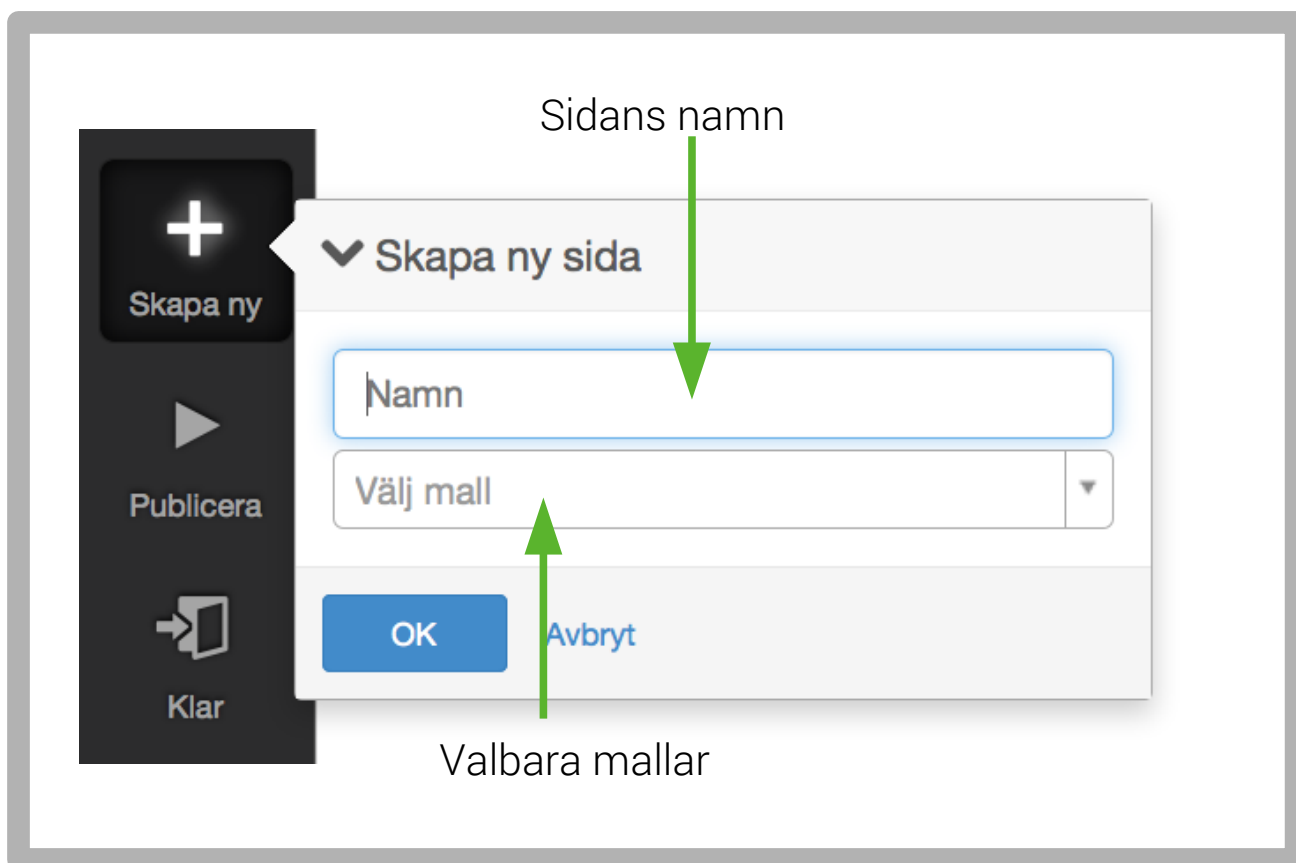 Sidans namn
Skapa ny
Skapa ny sida
Namn
Välj mall
Publicera
OK
Avbryt
Klar
Valbara mallar